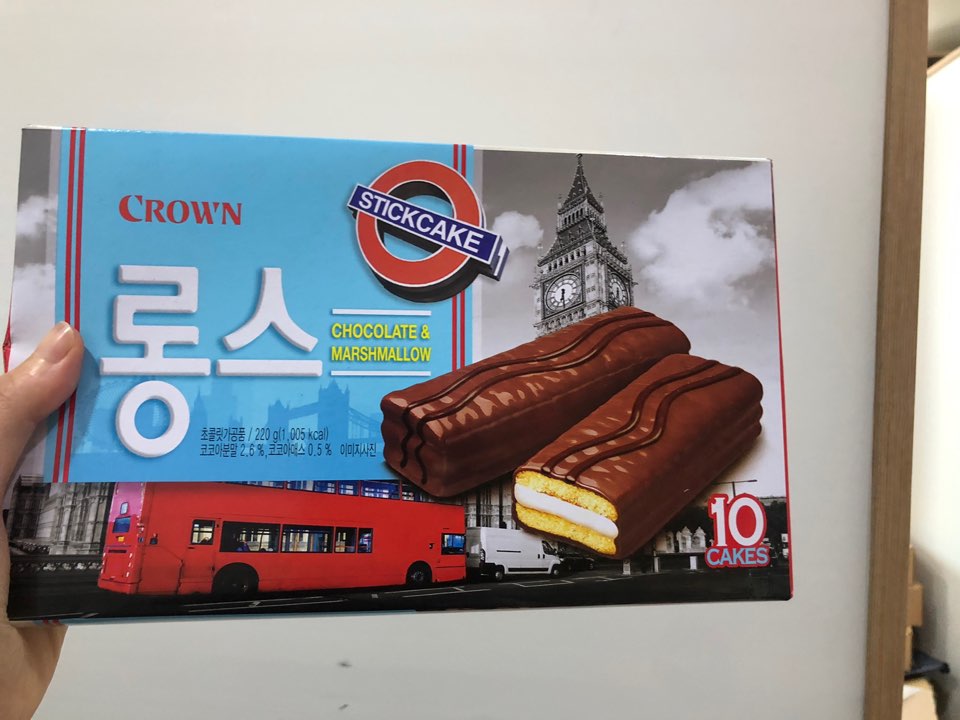 CROWN
STICKCAKE
롱스
CHOCOLATE &
MARSHMALLOW
초콜릿가공품 / 220 g(1,005 kcal)
코코아분말 2.6 %, 코코아매스 0.5 % 이미지사진
10
CAKES